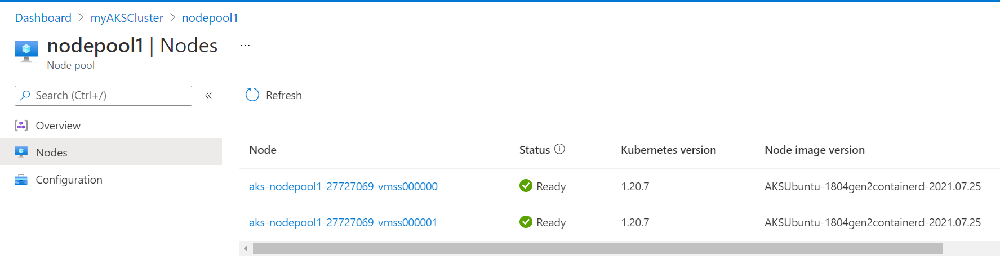 Dashboard > myAKSCluster > nodepool1
nodepool1 | Nodes ...
Node pool
Search (Ctrl+/) «
Refresh
Overview
Nodes
Configuration
Node Status Kubernetes version Node image version
aks-nodepool1-27727069-vmss000000 Ready 1.20.7 AKSUbuntu-1804gen2containerd-2021.07.25
aks-nodepool1-27727069-vmss000001 Ready 1.20.7 AKSUbuntu-1804gen2containerd-2021.07.25